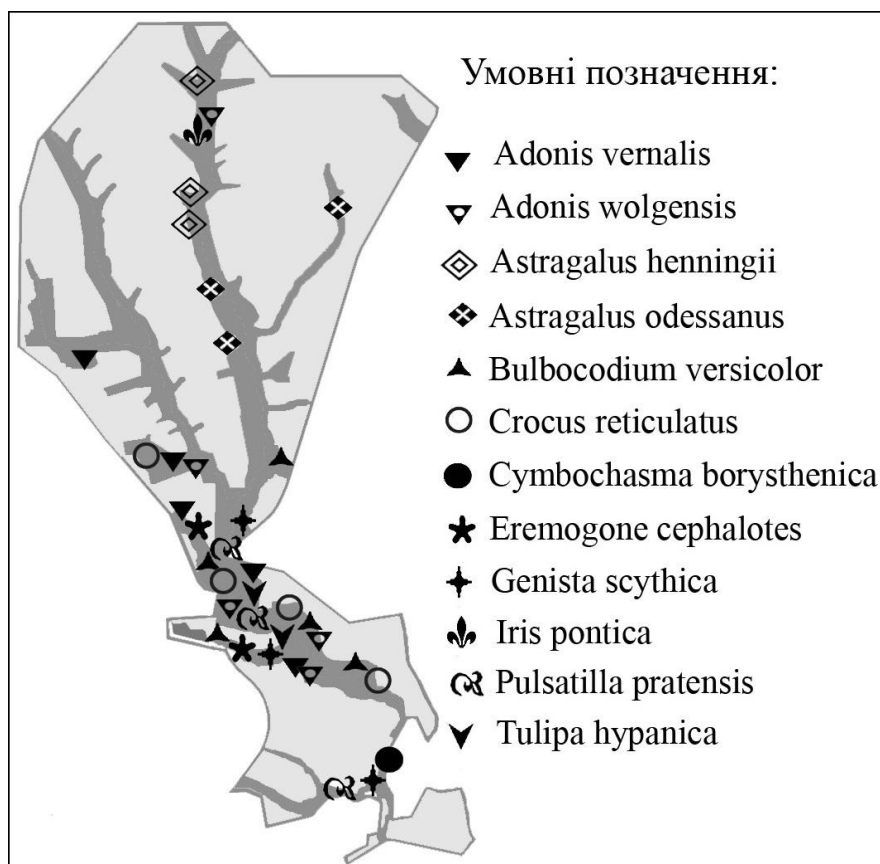 Умовні позначення:
Adonis vernalis
Adonis wolgensis
Astragalus henningii
Astragalus odessanus
Bulbocodium versicolor
Crocus reticulatus
Cymbochasma borysthenica
Eremogone cephalotes
Genista scythica
Iris pontica
Pulsatilla pratensis
Tulipa hypanica